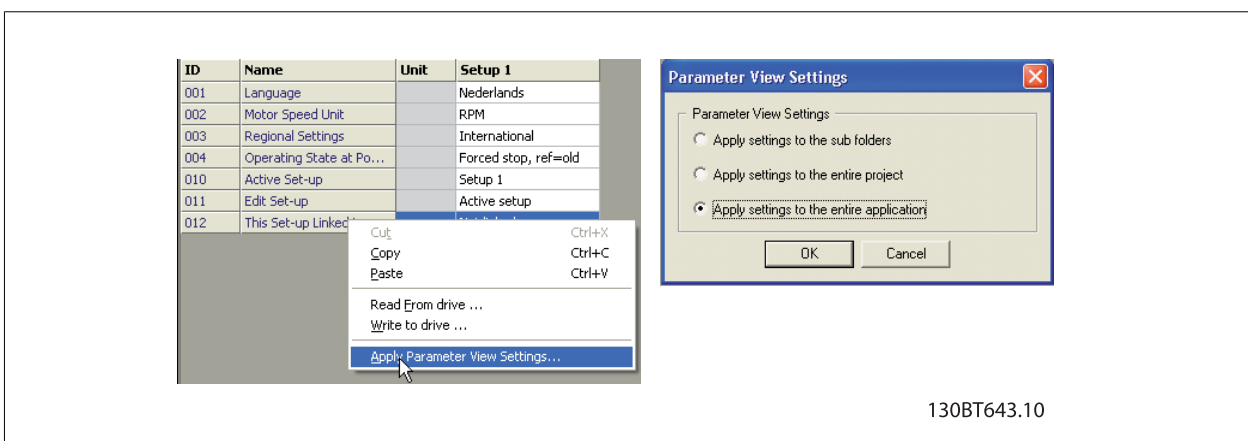 ID Name Unit Setup 1
001 Language Nederlands
002 Motor Speed Unit RPM
003 Regional Settings International
004 Operating State at Po... Forced stop, ref=old
010 Active Set-up Setup 1
011 Edit Set-up Active setup
012 This Set-up Linked
Cut Ctrl+X
Copy Ctrl+C
Paste Ctrl+V
Read From drive ...
Write to drive ...
Apply Parameter View Settings...
Parameter View Settings
Parameter View Settings
Apply settings to the sub folders
Apply settings to the entire project
Apply settings to the entire application
OK Cancel
130BT643.10